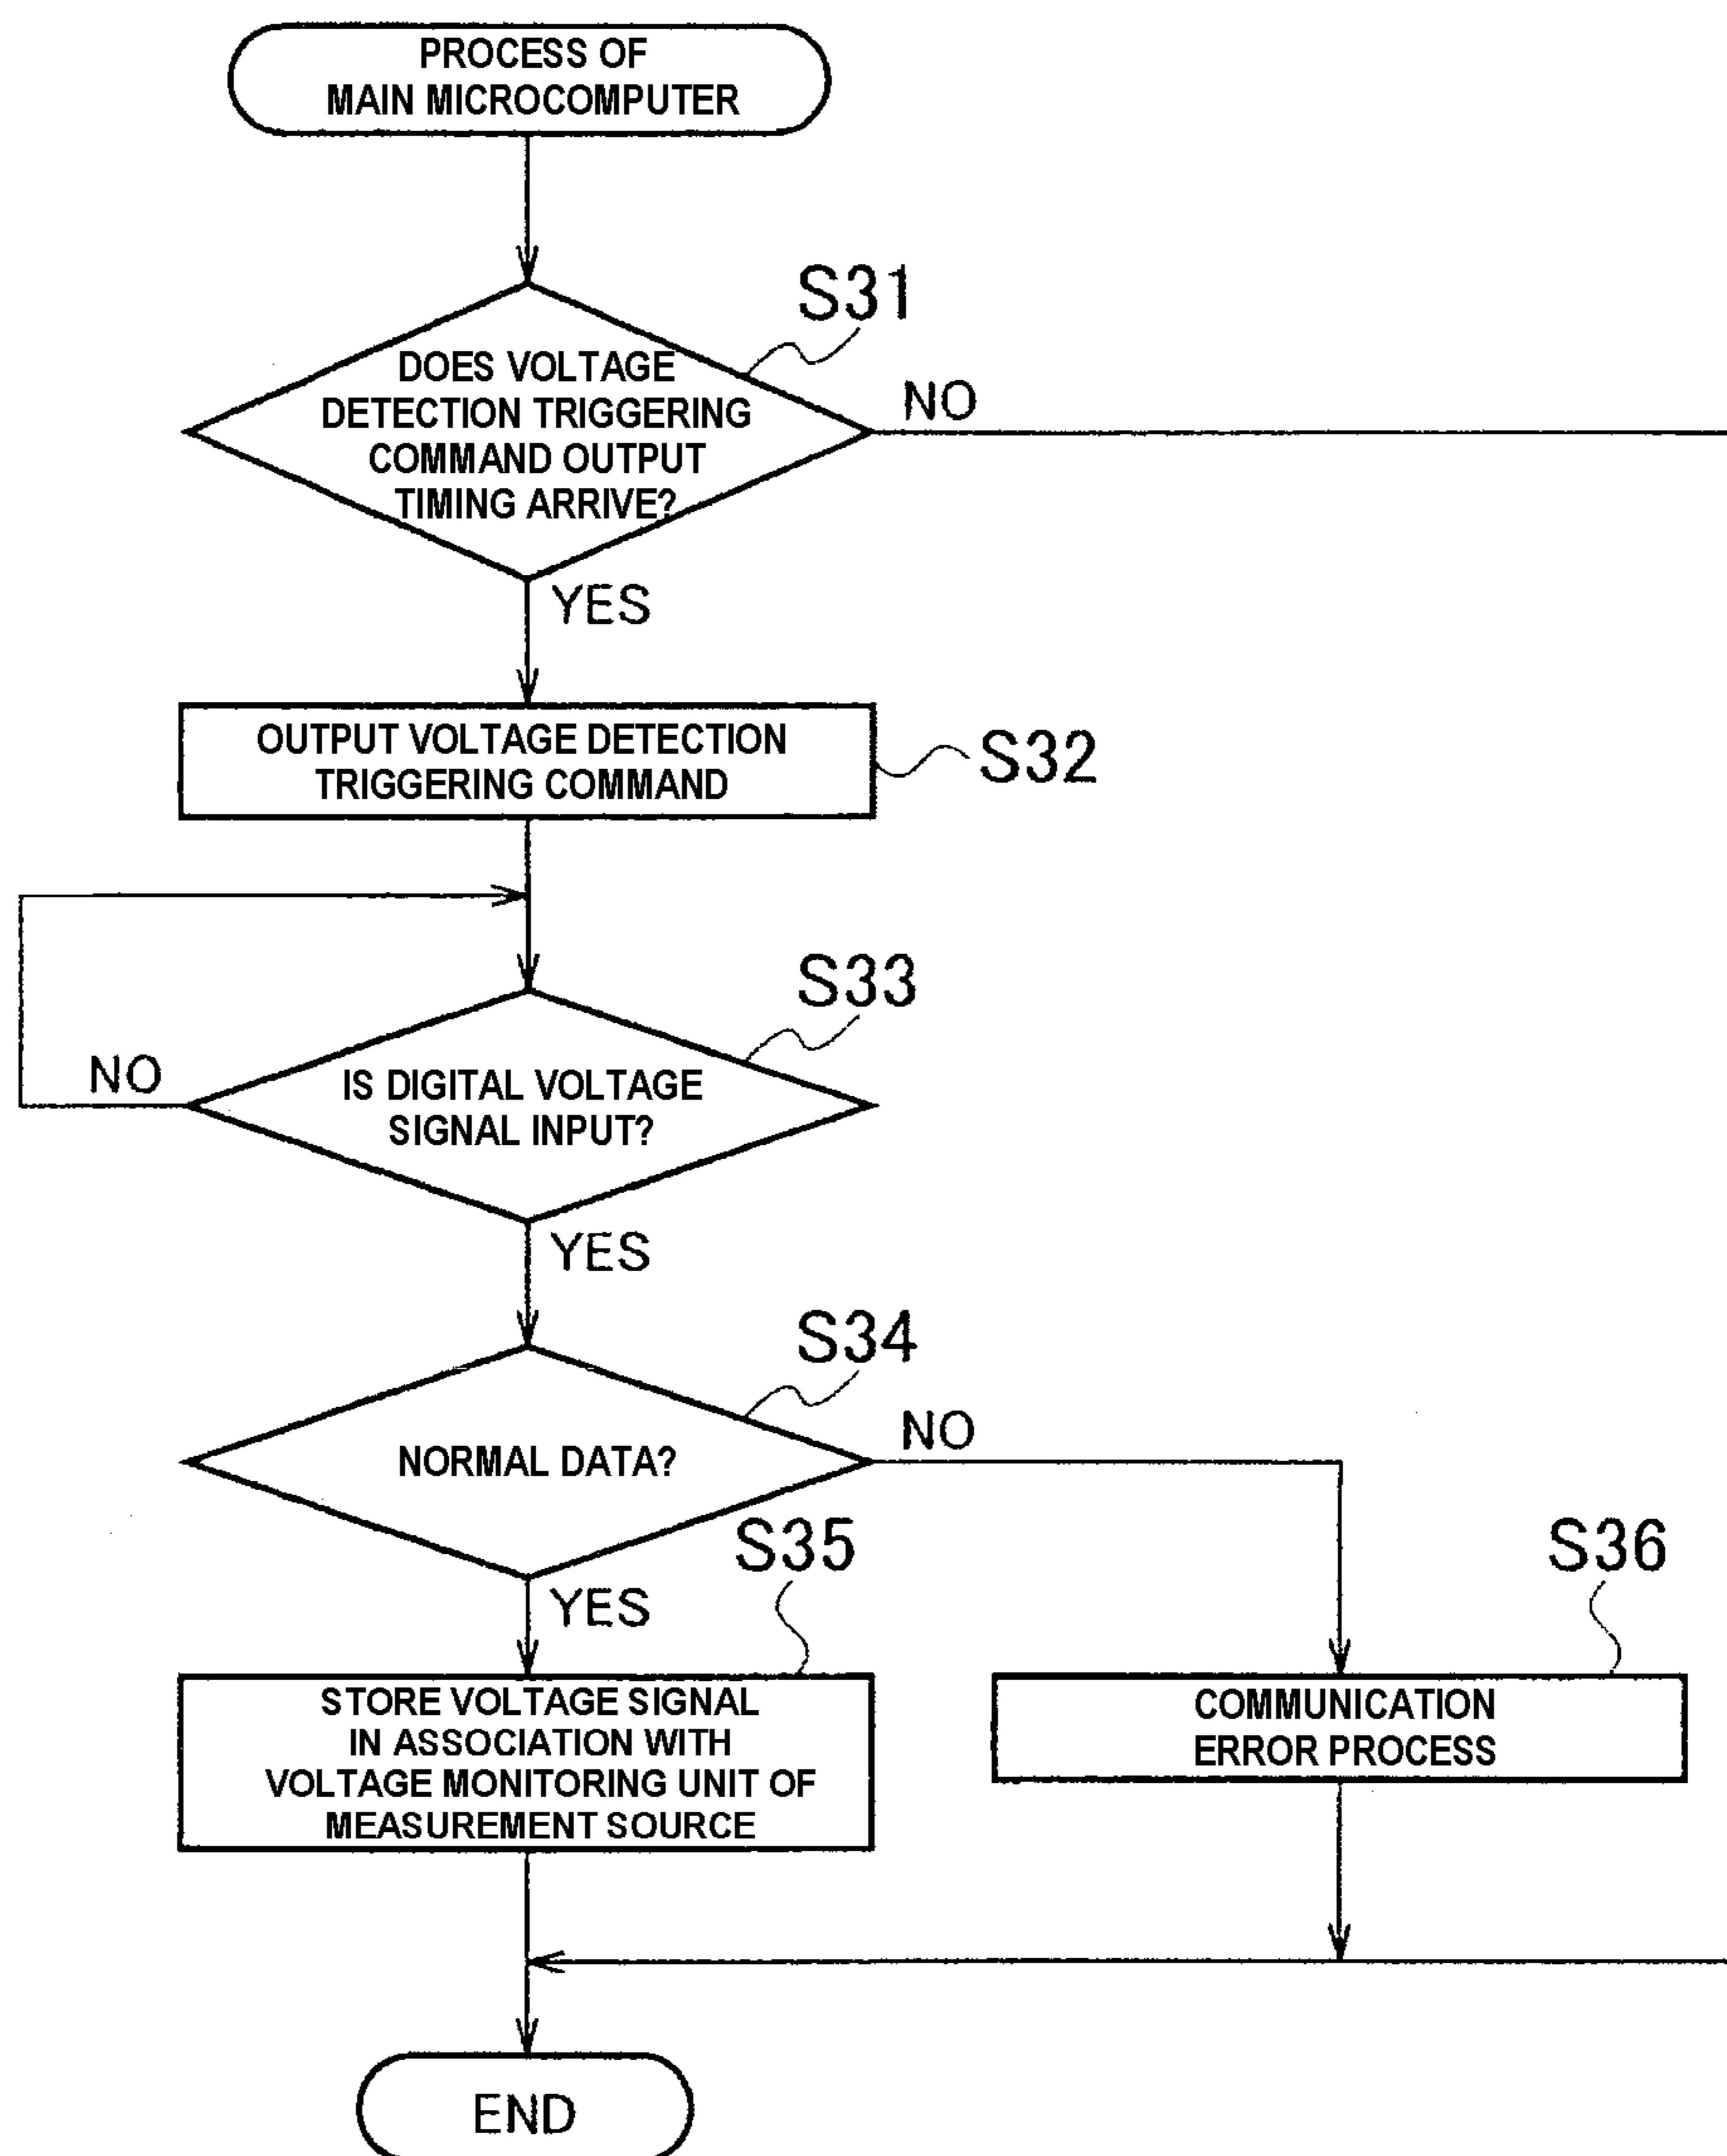 PROCESS OF
MAIN MICROCOMPUTER
S31
DOES VOLTAGE
DETECTION TRIGGERING
COMMAND OUTPUT
TIMING ARRIVE?
NO
YES
OUTPUT VOLTAGE DETECTION
TRIGGERING COMMAND
S32
S33
NO
IS DIGITAL VOLTAGE
SIGNAL INPUT?
YES
S34
NORMAL DATA?
NO
YES
S35
STORE VOLTAGE SIGNAL
IN ASSOCIATION WITH
VOLTAGE MONITORING UNIT OF
MEASUREMENT SOURCE
S36
COMMUNICATION
ERROR PROCESS
END